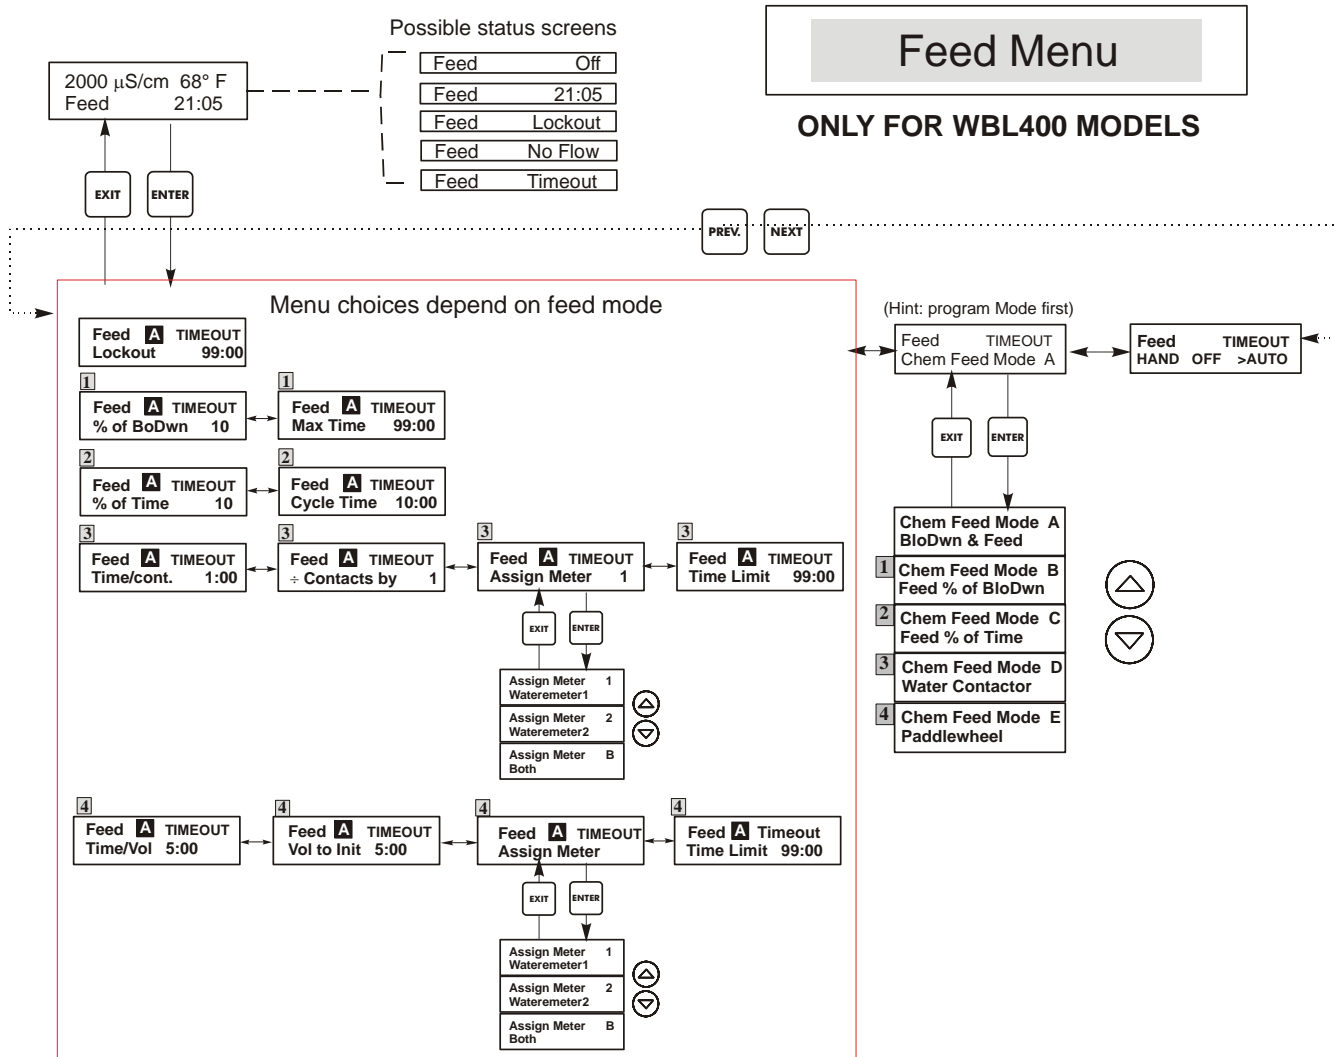 Possible status screens
Feed Off
Feed 21:05
Feed Lockout
Feed No Flow
Feed Timeout
2000 µS/cm 68° F
Feed 21:05
Feed Menu
ONLY FOR WBL400 MODELS
EXIT
ENTER
PREV.
NEXT
Menu choices depend on feed mode
Feed A TIMEOUT
Lockout 99:00
1
Feed A TIMEOUT
% of BoDwn 10
1
Feed A TIMEOUT
Max Time 99:00
2
Feed A TIMEOUT
% of Time 10
2
Feed A TIMEOUT
Cycle Time 10:00
3
Feed A TIMEOUT
Time/cont. 1:00
3
Feed A TIMEOUT
÷ Contacts by 1
3
Feed A TIMEOUT
Assign Meter 1
3
Feed A TIMEOUT
Time Limit 99:00
EXIT
ENTER
Assign Meter 1
Wateremeter1
Assign Meter 2
Wateremeter2
Assign Meter B
Both
4
Feed A TIMEOUT
Time/Vol 5:00
4
Feed A TIMEOUT
Vol to Init 5:00
4
Feed A TIMEOUT
Assign Meter
4
Feed A Timeout
Time Limit 99:00
EXIT
ENTER
Assign Meter 1
Wateremeter1
Assign Meter 2
Wateremeter2
Assign Meter B
Both
(Hint: program Mode first)
Feed TIMEOUT
Chem Feed Mode A
Feed TIMEOUT
HAND OFF >AUTO
EXIT
ENTER
Chem Feed Mode A
BloDwn & Feed
1
Chem Feed Mode B
Feed % of BloDwn
2
Chem Feed Mode C
Feed % of Time
3
Chem Feed Mode D
Water Contactor
4
Chem Feed Mode E
Paddlewheel